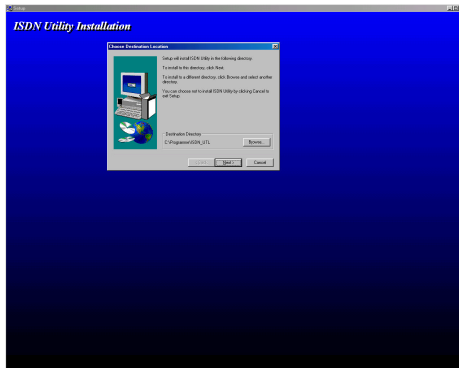 Setup
ISDN Utility Installation
Choose Destination Location
Setup will install ISDN Utility in the following directory.
To install to this directory, click Next.
To install to a different directory, click Browse and select another
directory.
You can choose not to install ISDN Utility by clicking Cancel to
exit Setup.
Destination Directory
C:\Programme\ISDN_UTL
Browse...
< Back
Next >
Cancel